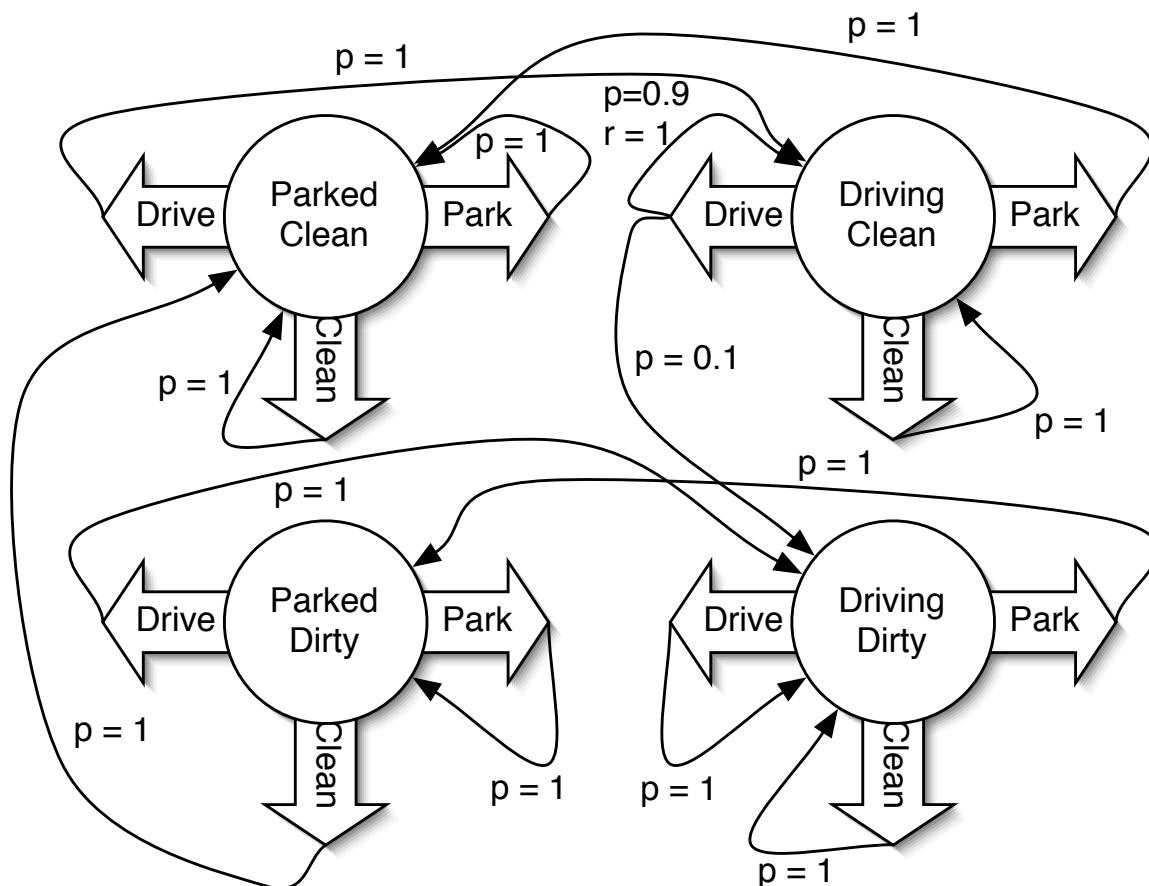 p = 1
p = 1
p=0.9
r = 1
p = 1
Drive
Parked
Clean
Park
Drive
Driving
Clean
Park
Clean
Clean
p = 0.1
p = 1
p = 1
p = 1
p = 1
Drive
Parked
Dirty
Park
Drive
Driving
Dirty
Park
p = 1
Clean
Clean
p = 1
p = 1
p = 1